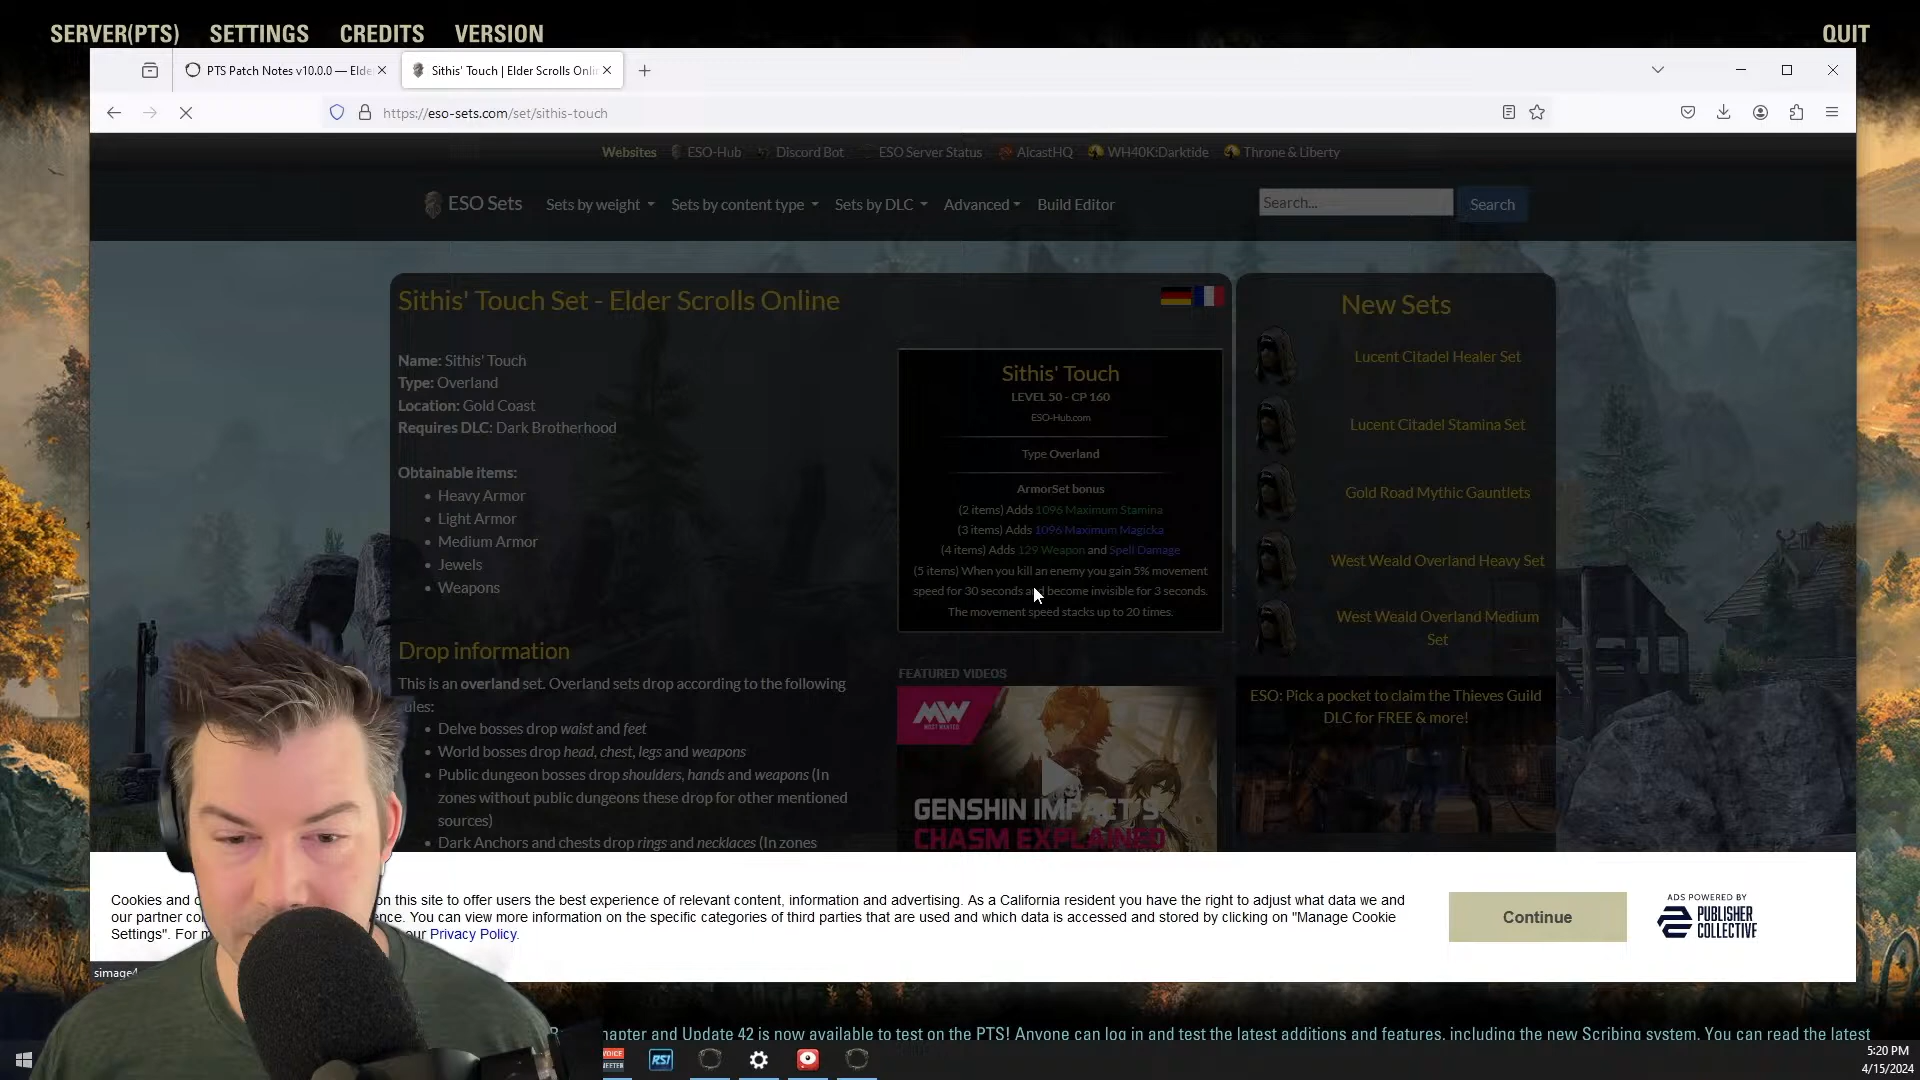 SERVER(PTS) SETTINGS CREDITS VERSION QUIT
PTS Patch Notes v10.0.0 — Elde
Sithis' Touch | Elder Scrolls Onlin
https://eso-sets.com/set/sithis-touch
Websites ESO-Hub Discord Bot ESO Server Status AlcastHQ WH40K:Darktide Throne & Liberty
ESO Sets Sets by weight Sets by content type Sets by DLC Advanced Build Editor Search... Search
Sithis' Touch Set - Elder Scrolls Online
Name: Sithis' Touch
Type: Overland
Location: Gold Coast
Requires DLC: Dark Brotherhood
Obtainable items:
• Heavy Armor
• Light Armor
• Medium Armor
• Jewels
• Weapons
Sithis' Touch
LEVEL 50 - CP 160
ESO-Hub.com
Type Overland
ArmorSet bonus
(2 items) Adds 1096 Maximum Stamina
(3 items) Adds 1096 Maximum Magicka
(4 items) Adds 129 Weapon and Spell Damage
(5 items) When you kill an enemy you gain 5% movement
speed for 30 seconds and become invisible for 3 seconds.
The movement speed stacks up to 20 times.
New Sets
Lucent Citadel Healer Set
Lucent Citadel Stamina Set
Gold Road Mythic Gauntlets
West Weald Overland Heavy Set
West Weald Overland Medium
Set
Drop information
This is an overland set. Overland sets drop according to the following
ules:
• Delve bosses drop waist and feet
• World bosses drop head, chest, legs and weapons
• Public dungeon bosses drop shoulders, hands and weapons (In
zones without public dungeons these drop for other mentioned
sources)
• Dark Anchors and chests drop rings and necklaces (In zones
FEATURED VIDEOS
MW
MOST WANTED
GENSHIN IMPACT'S
CHASM EXPLAINED
ESO: Pick a pocket to claim the Thieves Guild
DLC for FREE & more!
Cookies and on this site to offer users the best experience of relevant content, information and advertising. As a California resident you have the right to adjust what data we and
our partner co ence. You can view more information on the specific categories of third parties that are used and which data is accessed and stored by clicking on "Manage Cookie
Settings". For m our Privacy Policy.
Continue
ADS POWERED BY
PUBLISHER
COLLECTIVE
simage4
hapter and Update 42 is now available to test on the PTS! Anyone can log in and test the latest additions and features, including the new Scribing system. You can read the latest
VOICE
MEETER
RSI
5:20 PM
4/15/2024